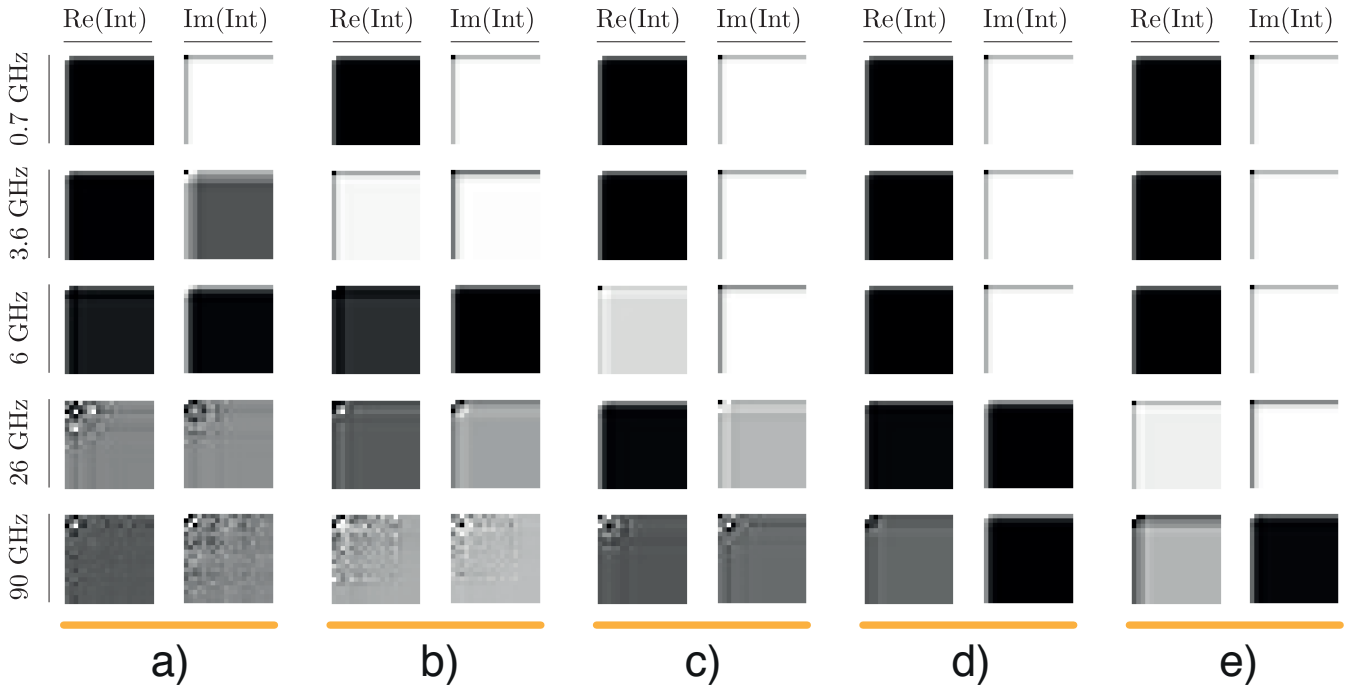 Re(Int) Im(Int) Re(Int) Im(Int) Re(Int) Im(Int) Re(Int) Im(Int) Re(Int) Im(Int)
0.7 GHz
3.6 GHz
6 GHz
26 GHz
90 GHz
a) b) c) d) e)